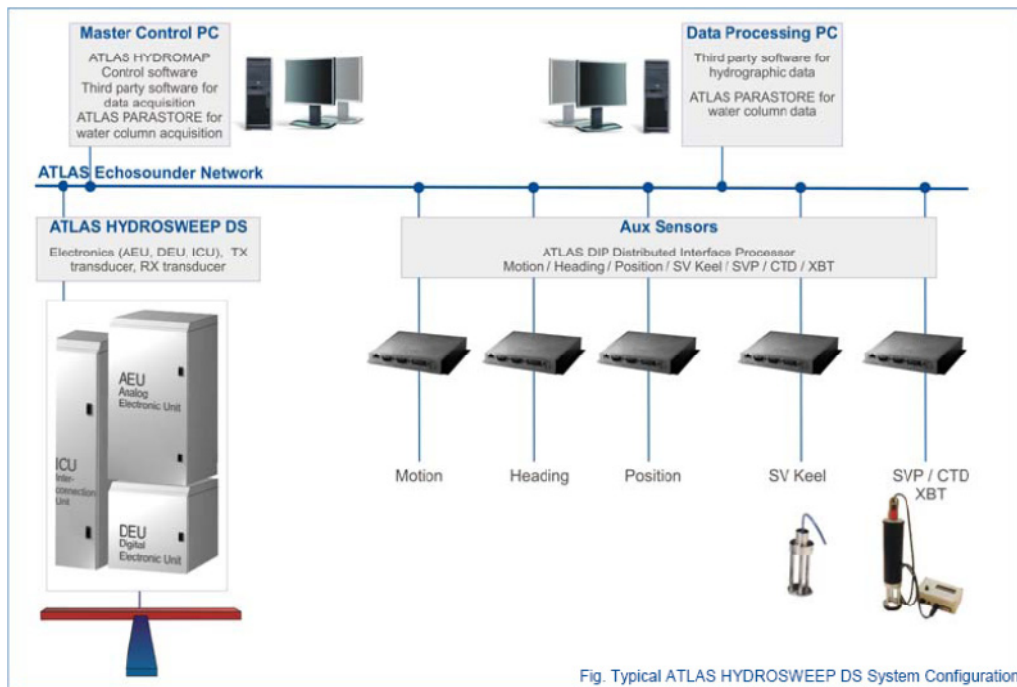 Master Control PC
ATLAS HYDROMAP
Control software
Third party software for
data acquisition
ATLAS PARASTORE for
water column acquisition
Data Processing PC
Third party software for
hydrographic data
ATLAS PARASTORE for
water column data
ATLAS Echosounder Network
ATLAS HYDROSWEEP DS
Electronics (AEU, DEU, ICU), TX
transducer, RX transducer
Aux Sensors
ATLAS DIP Distributed Interface Processor
Motion / Heading / Position / SV Keel / SVP / CTD / XBT
AEU
Analog
Electronic Unit
ICU
Inter-
connection
Unit
DEU
Digital
Electronic Unit
Motion
Heading
Position
SV Keel
SVP / CTD
XBT
Fig. Typical ATLAS HYDROSWEEP DS System Configuration